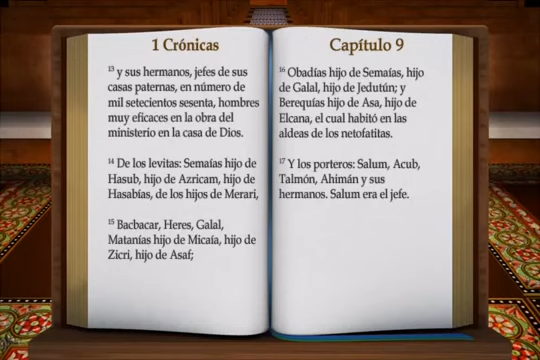 1 Crónicas
13 y sus hermanos, jefes de sus
casas paternas, en número de
mil setecientos sesenta, hombres
muy eficaces en la obra del
ministerio en la casa de Dios.
14 De los levitas: Semaías hijo de
Hasub, hijo de Azricam, hijo de
Hasabías, de los hijos de Merari,
15 Bacbacar, Heres, Galal,
Matanías hijo de Micaía, hijo de
Zicri, hijo de Asaf;
Capítulo 9
16 Obadías hijo de Semaías, hijo
de Galal, hijo de Jedutún; y
Berequías hijo de Asa, hijo de
Elcana, el cual habitó en las
aldeas de los netofatitas.
17 Y los porteros: Salum, Acub,
Talmón, Ahimán y sus
hermanos. Salum era el jefe.